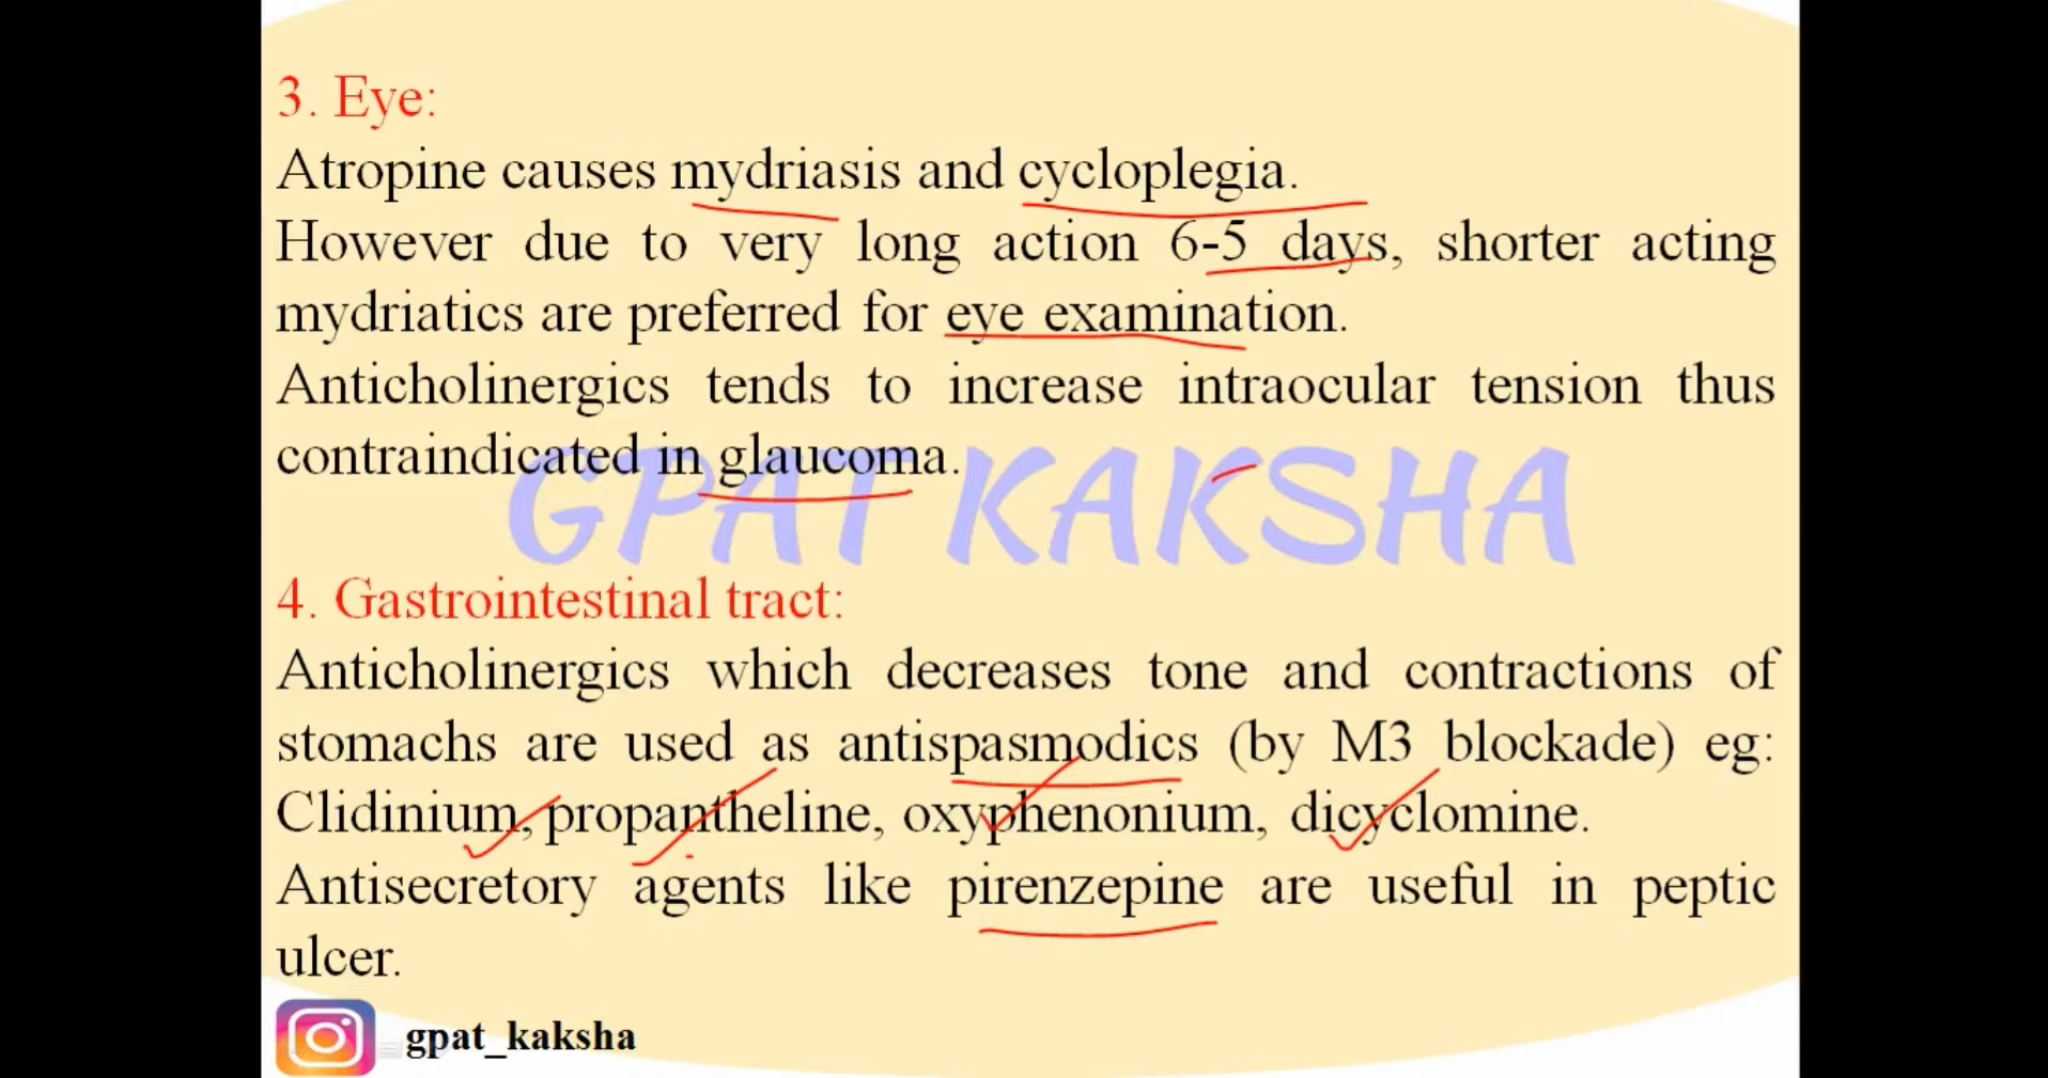 3. Eye:
Atropine causes mydriasis and cycloplegia.
However due to very long action 6-5 days, shorter acting
mydriatics are preferred for eye examination.
Anticholinergics tends to increase intraocular tension thus
contraindicated in glaucoma.
GPAT KAKSHA
4. Gastrointestinal tract:
Anticholinergics which decreases tone and contractions of
stomachs are used as antispasmodics (by M3 blockade) eg:
Clidinium, propantheline, oxyphenonium, dicyclomine.
Antisecretory agents like pirenzepine are useful in peptic
ulcer.
gpat_kaksha